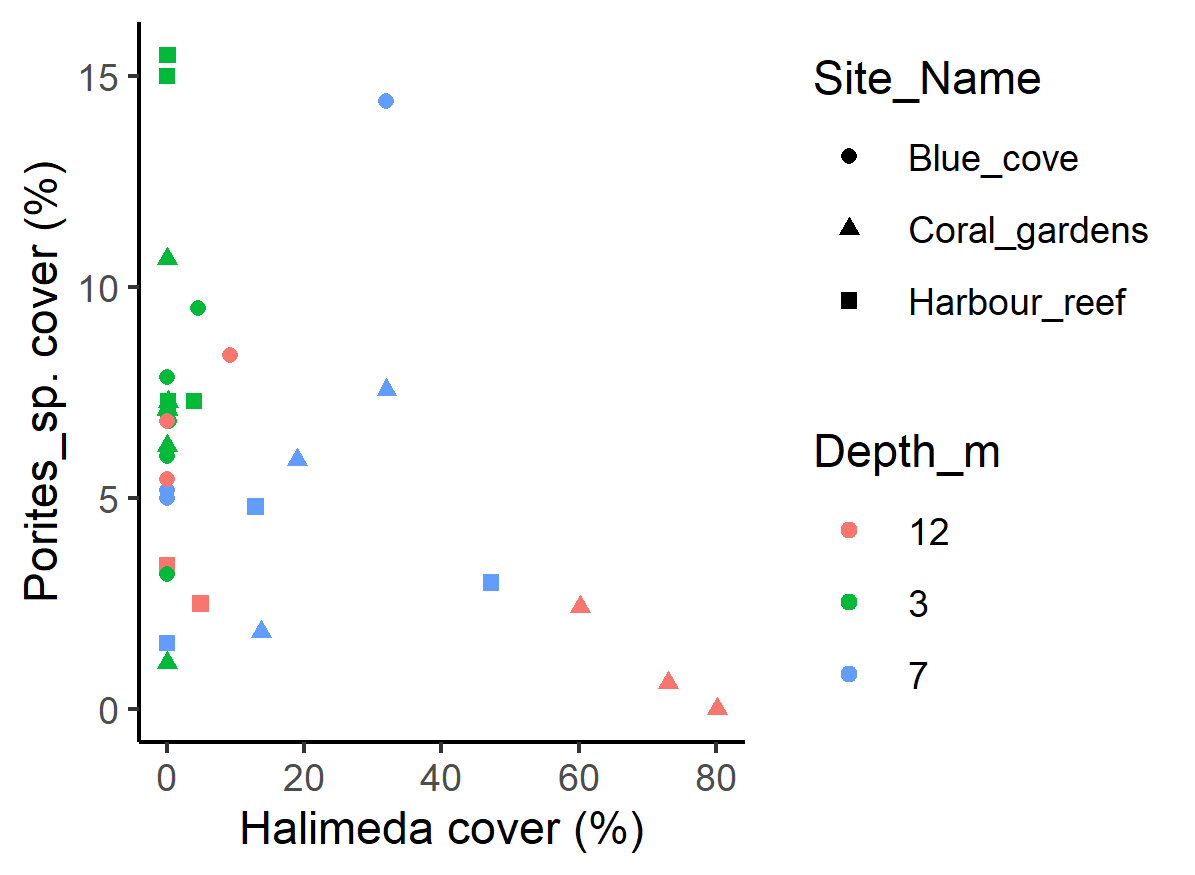 Porites_sp. cover (%)
15
10
5
0
0 20 40 60 80
Halimeda cover (%)
Site_Name
Blue_cove
Coral_gardens
Harbour_reef
Depth_m
12
3
7